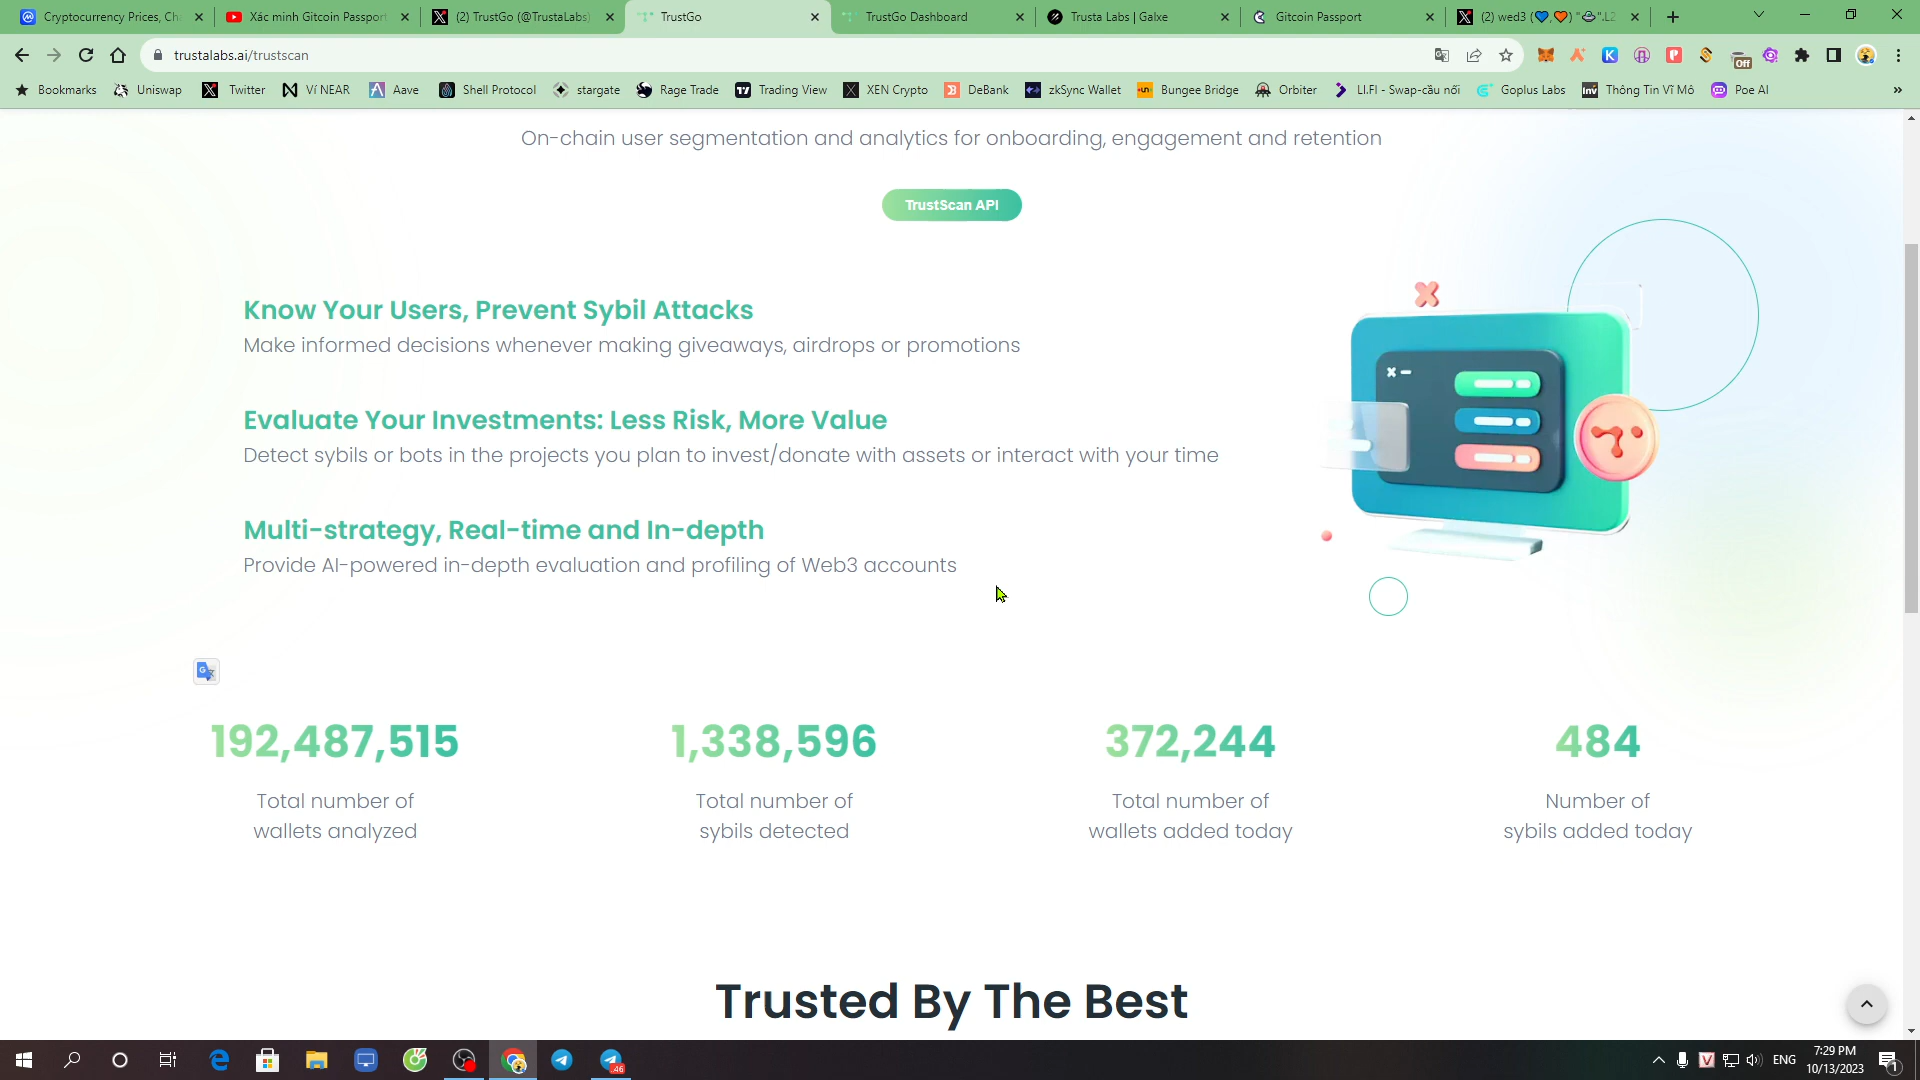 Cryptocurrency Prices, Ch
Xác minh Gitcoin Passport
(2) TrustGo (@TrustaLabs)
TrustGo
TrustGo Dashboard
Trusta Labs | Galxe
Gitcoin Passport
(2) wed3 (💙,🧡) "
trustalabs.ai/trustscan
Off
Bookmarks
Uniswap
Twitter
Ví NEAR
Aave
Shell Protocol
stargate
Rage Trade
Trading View
XEN Crypto
DeBank
zkSync Wallet
Bungee Bridge
Orbiter
LI.FI - Swap-cầu nối
Goplus Labs
Thông Tin Vĩ Mô
Poe AI
»
On-chain user segmentation and analytics for onboarding, engagement and retention
TrustScan API
Know Your Users, Prevent Sybil Attacks
Make informed decisions whenever making giveaways, airdrops or promotions
Evaluate Your Investments: Less Risk, More Value
Detect sybils or bots in the projects you plan to invest/donate with assets or interact with your time
Multi-strategy, Real-time and In-depth
Provide AI-powered in-depth evaluation and profiling of Web3 accounts
192,487,515
Total number of
wallets analyzed
1,338,596
Total number of
sybils detected
372,244
Total number of
wallets added today
484
Number of
sybils added today
Trusted By The Best
46
ENG
7:29 PM
10/13/2023
1